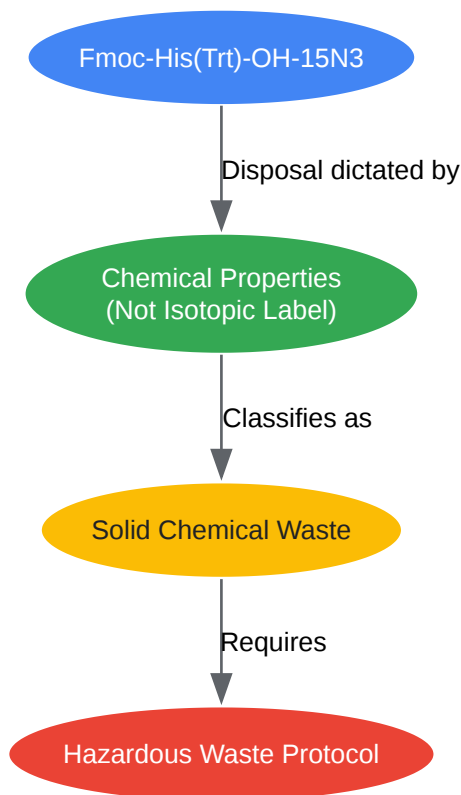 Fmoc-His(Trt)-OH-15N3
Disposal dictated by
Chemical Properties
(Not Isotopic Label)
Classifies as
Solid Chemical Waste
Requires
Hazardous Waste Protocol